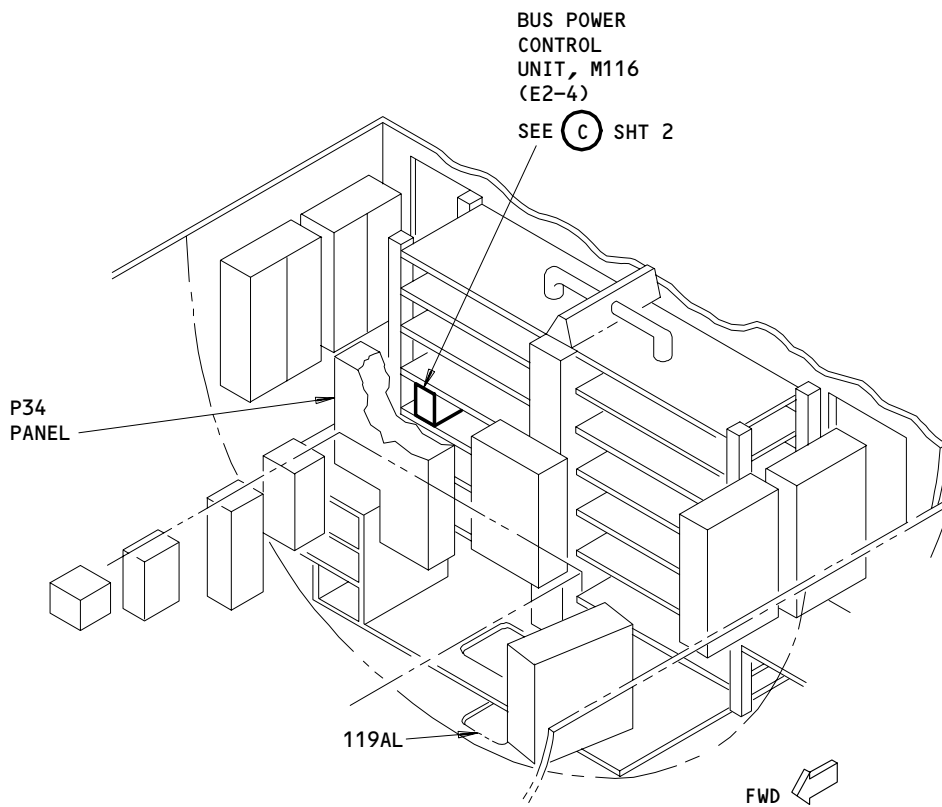 BUS POWER
CONTROL
UNIT, M116
(E2-4)
SEE C SHT 2
P34
PANEL
119AL
FWD